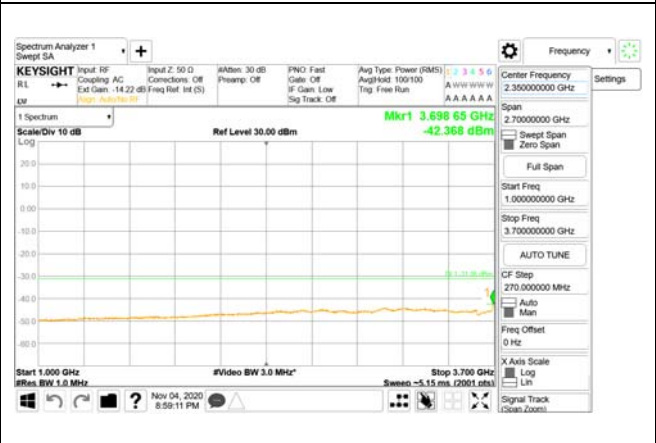 Spectrum Analyzer 1
Swept SA
+
Frequency
KEYSIGHT
RL
Input: RF
Coupling: AC
Ext Gain: -14.22 dB
Align: Auto/No RF
Input Z: 50 Ω
Corrections: Off
Freq Ref: Int (S)
#Atten: 30 dB
Preamp: Off
PNO: Fast
Gate: Off
IF Gain: Low
Sig Track: Off
Avg Type: Power (RMS)
Avg|Hold: 100/100
Trig: Free Run
1 2 3 4 5 6
A W W W W W
A A A A A A
1 Spectrum
Scale/Div 10 dB
Ref Level 30.00 dBm
Mkr1 3.698 65 GHz
-42.368 dBm
Log
20.0
10.0
0.00
-10.0
-20.0
-30.0
-40.0
-50.0
-60.0
1
Start 1.000 GHz
#Res BW 1.0 MHz
#Video BW 3.0 MHz*
Stop 3.700 GHz
Sweep ~5.15 ms (2001 pts)
Nov 04, 2020
8:59:11 PM
?
Center Frequency
2.350000000 GHz
Settings
Span
2.70000000 GHz
Swept Span
Zero Span
Full Span
Start Freq
1.000000000 GHz
Stop Freq
3.700000000 GHz
AUTO TUNE
CF Step
270.000000 MHz
Auto
Man
Freq Offset
0 Hz
X Axis Scale
Log
Lin
Signal Track
(Span Zoom)